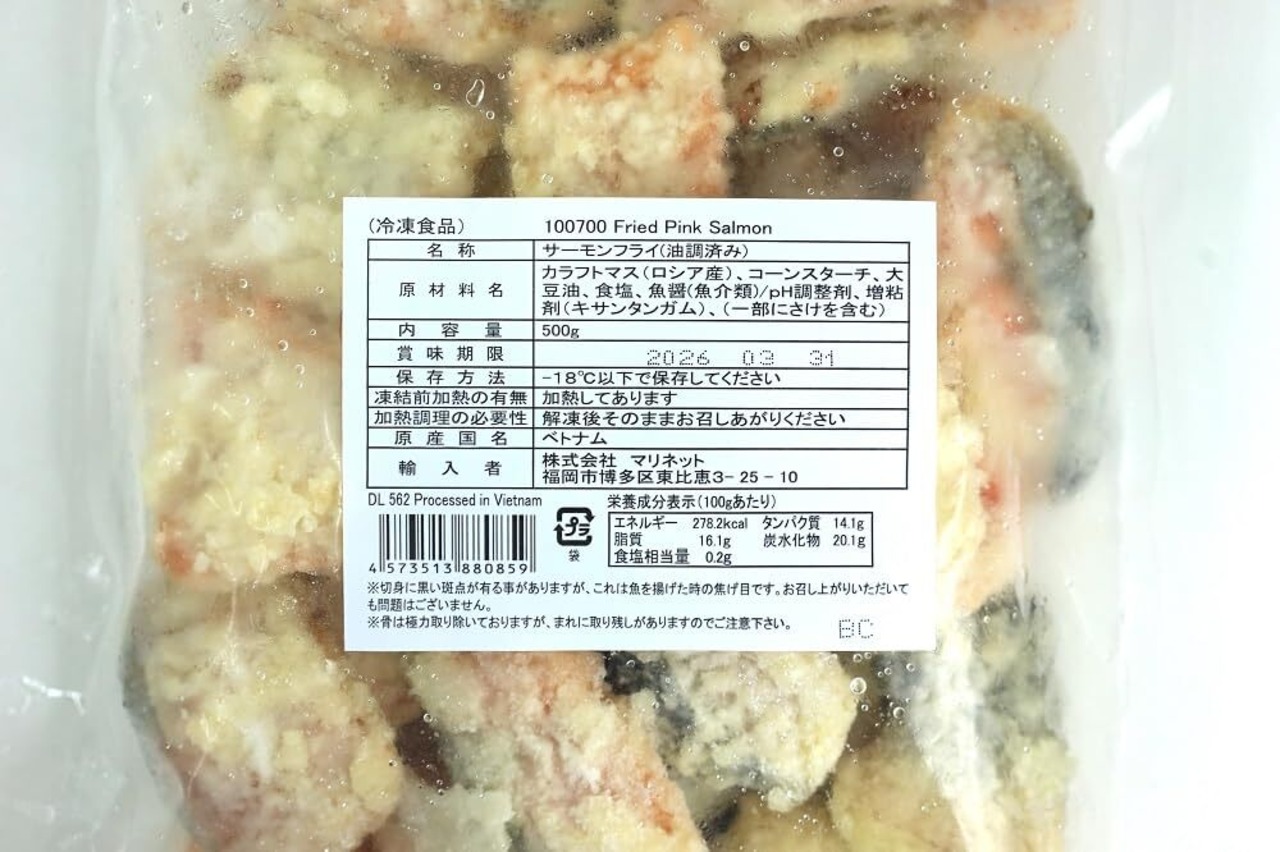 (冷凍食品) 100700 Fried Pink Salmon
名称 サーモンフライ(油調済み)
原材料名 カラフトマス(ロシア産)、コーンスターチ、大
豆油、食塩、魚醤(魚介類)/pH調整剤、増粘
剤(キサンタンガム)、(一部にさけを含む)
内容量 500g
賞味期限 2026 03 31
保存方法 -18℃以下で保存してください
凍結前加熱の有無 加熱してあります
加熱調理の必要性 解凍後そのままお召しあがりください
原産国名 ベトナム
輸入者 株式会社 マリネット
福岡市博多区東比恵3-25-10
DL 562 Processed in Vietnam
4573513880859
プラ
袋
栄養成分表示(100gあたり)
エネルギー 278.2kcal タンパク質 14.1g
脂質 16.1g 炭水化物 20.1g
食塩相当量 0.2g
※切身に黒い斑点が有る事がありますが、これは魚を揚げた時の焦げ目です。お召し上がりいただいて
も問題はございません。
※骨は極力取り除いておりますが、まれに取り残しがありますのでご注意下さい。
BC